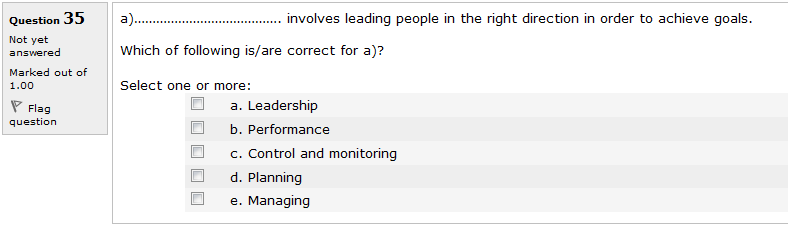 Question 35
Not yet
answered
Marked out of
1.00
Flag
question
a)........................................ involves leading people in the right direction in order to achieve goals.
Which of following is/are correct for a)?
Select one or more:
a. Leadership
b. Performance
c. Control and monitoring
d. Planning
e. Managing